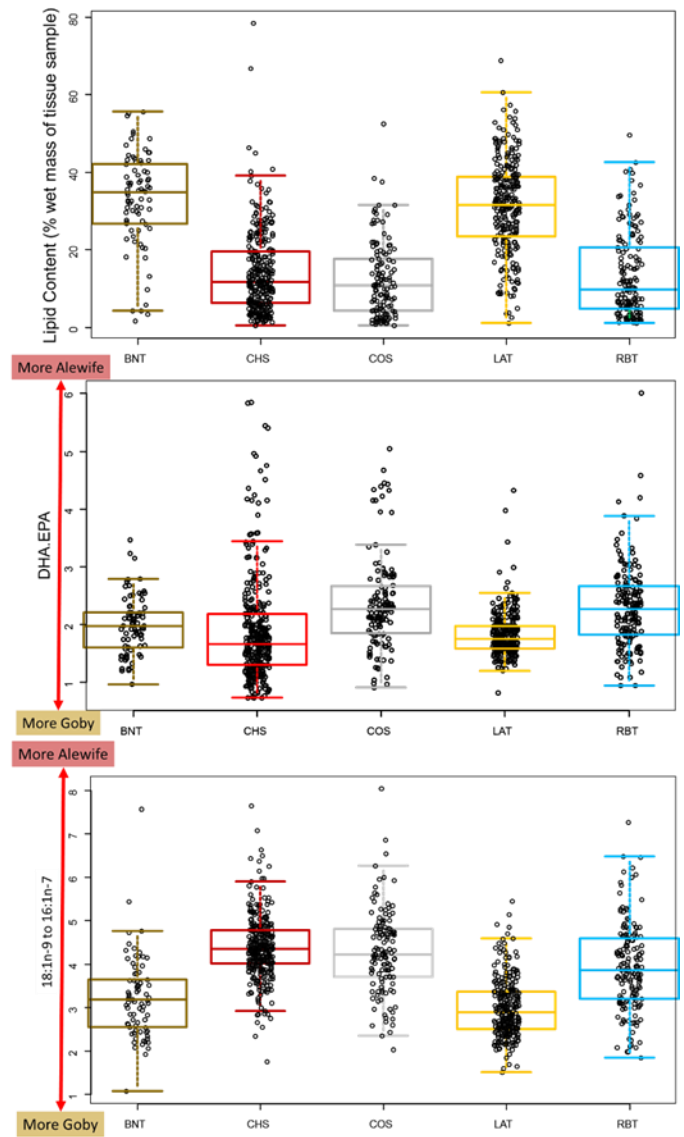 Lipid Content (% wet mass of tissue sample)
80
60
40
20
0
BNT CHS COS LAT RBT
More Alewife
DHA.EPA
6
5
4
3
2
1
More Goby
BNT CHS COS LAT RBT
More Alewife
18:1n-9 to 16:1n-7
8
7
6
5
4
3
2
1
More Goby
BNT CHS COS LAT RBT